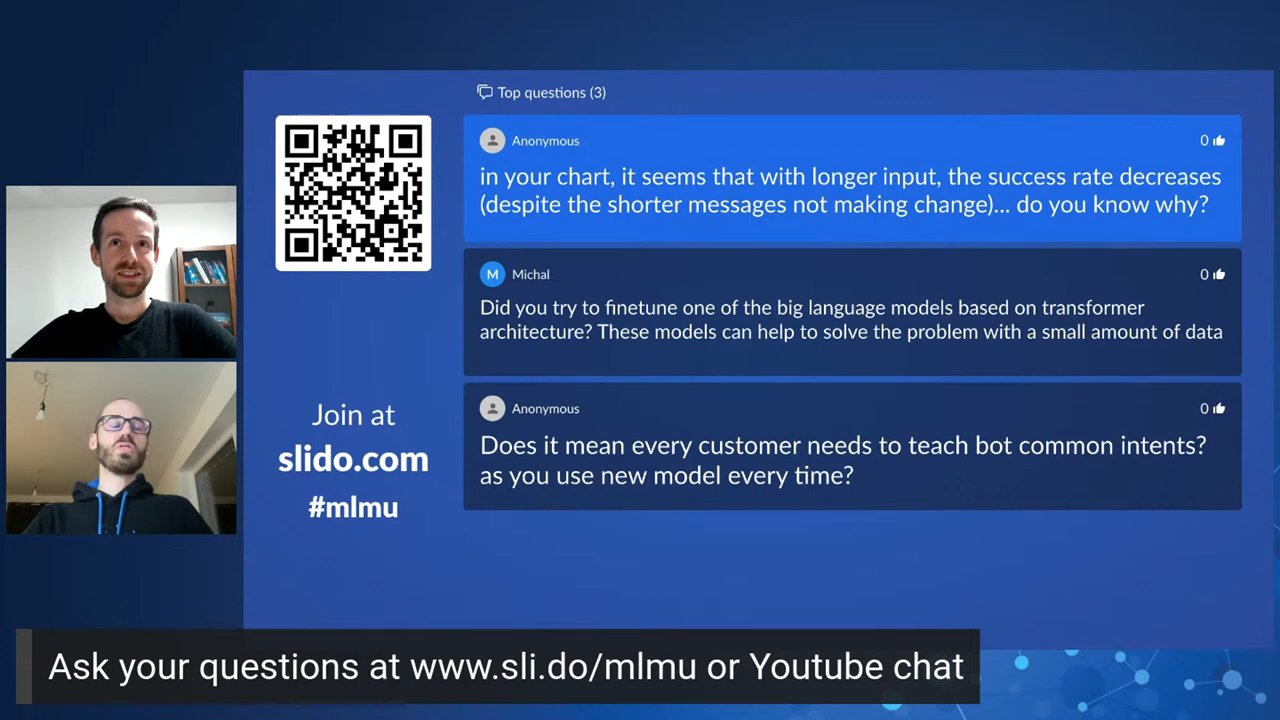 Top questions (3)
Anonymous
0
in your chart, it seems that with longer input, the success rate decreases
(despite the shorter messages not making change)... do you know why?
M
Michal
0
Did you try to finetune one of the big language models based on transformer
architecture? These models can help to solve the problem with a small amount of data
Anonymous
0
Does it mean every customer needs to teach bot common intents?
as you use new model every time?
Join at
slido.com
#mlmu
Ask your questions at www.sli.do/mlmu or Youtube chat